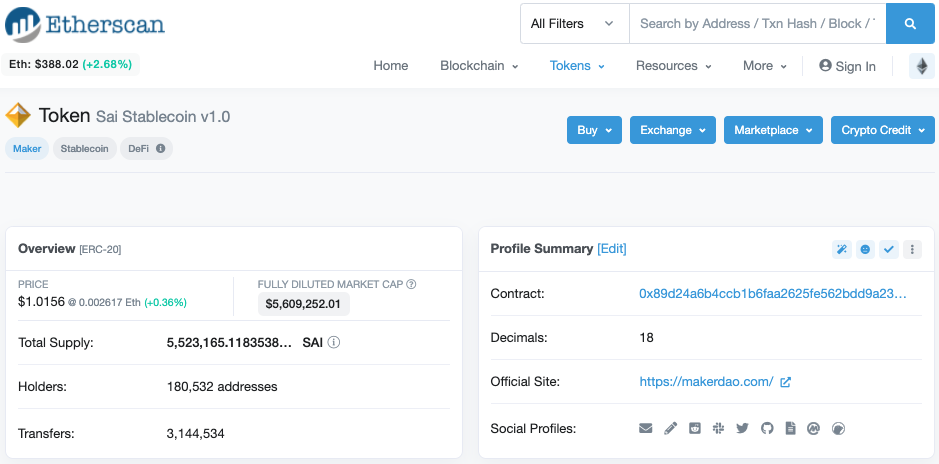 Etherscan
All Filters
Search by Address / Txn Hash / Block /
Eth: $388.02 (+2.68%)
Home Blockchain Tokens Resources More Sign In
Token Sai Stablecoin v1.0
Maker Stablecoin DeFi
Buy Exchange Marketplace Crypto Credit
Overview [ERC-20]
PRICE
$1.0156 @ 0.002617 Eth (+0.36%)
FULLY DILUTED MARKET CAP
$5,609,252.01
Total Supply: 5,523,165.1183538... SAI
Holders: 180,532 addresses
Transfers: 3,144,534
Profile Summary [Edit]
Contract: 0x89d24a6b4ccb1b6faa2625fe562bdd9a23...
Decimals: 18
Official Site: https://makerdao.com/
Social Profiles: